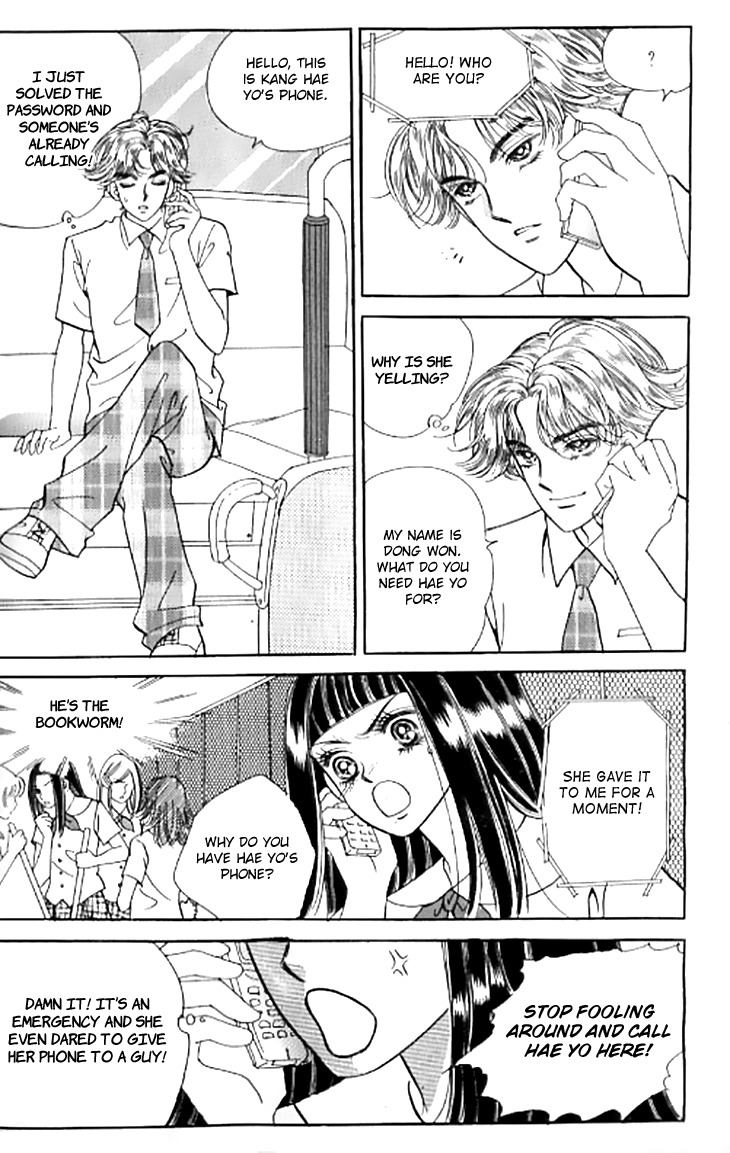 I JUST
SOLVED THE
PASSWORD AND
SOMEONE'S
ALREADY
CALLING!
HELLO, THIS
IS KANG HAE
YO'S PHONE.
HELLO! WHO
ARE YOU?
?
WHY IS SHE
YELLING?
MY NAME IS
DONG WON.
WHAT DO YOU
NEED HAE YO
FOR?
HE'S THE
BOOKWORM!
WHY DO YOU
HAVE HAE YO'S
PHONE?
SHE GAVE IT
TO ME FOR A
MOMENT!
DAMN IT! IT'S AN
EMERGENCY AND SHE
EVEN DARED TO GIVE
HER PHONE TO A GUY!
STOP FOOLING
AROUND AND CALL
HAE YO HERE!